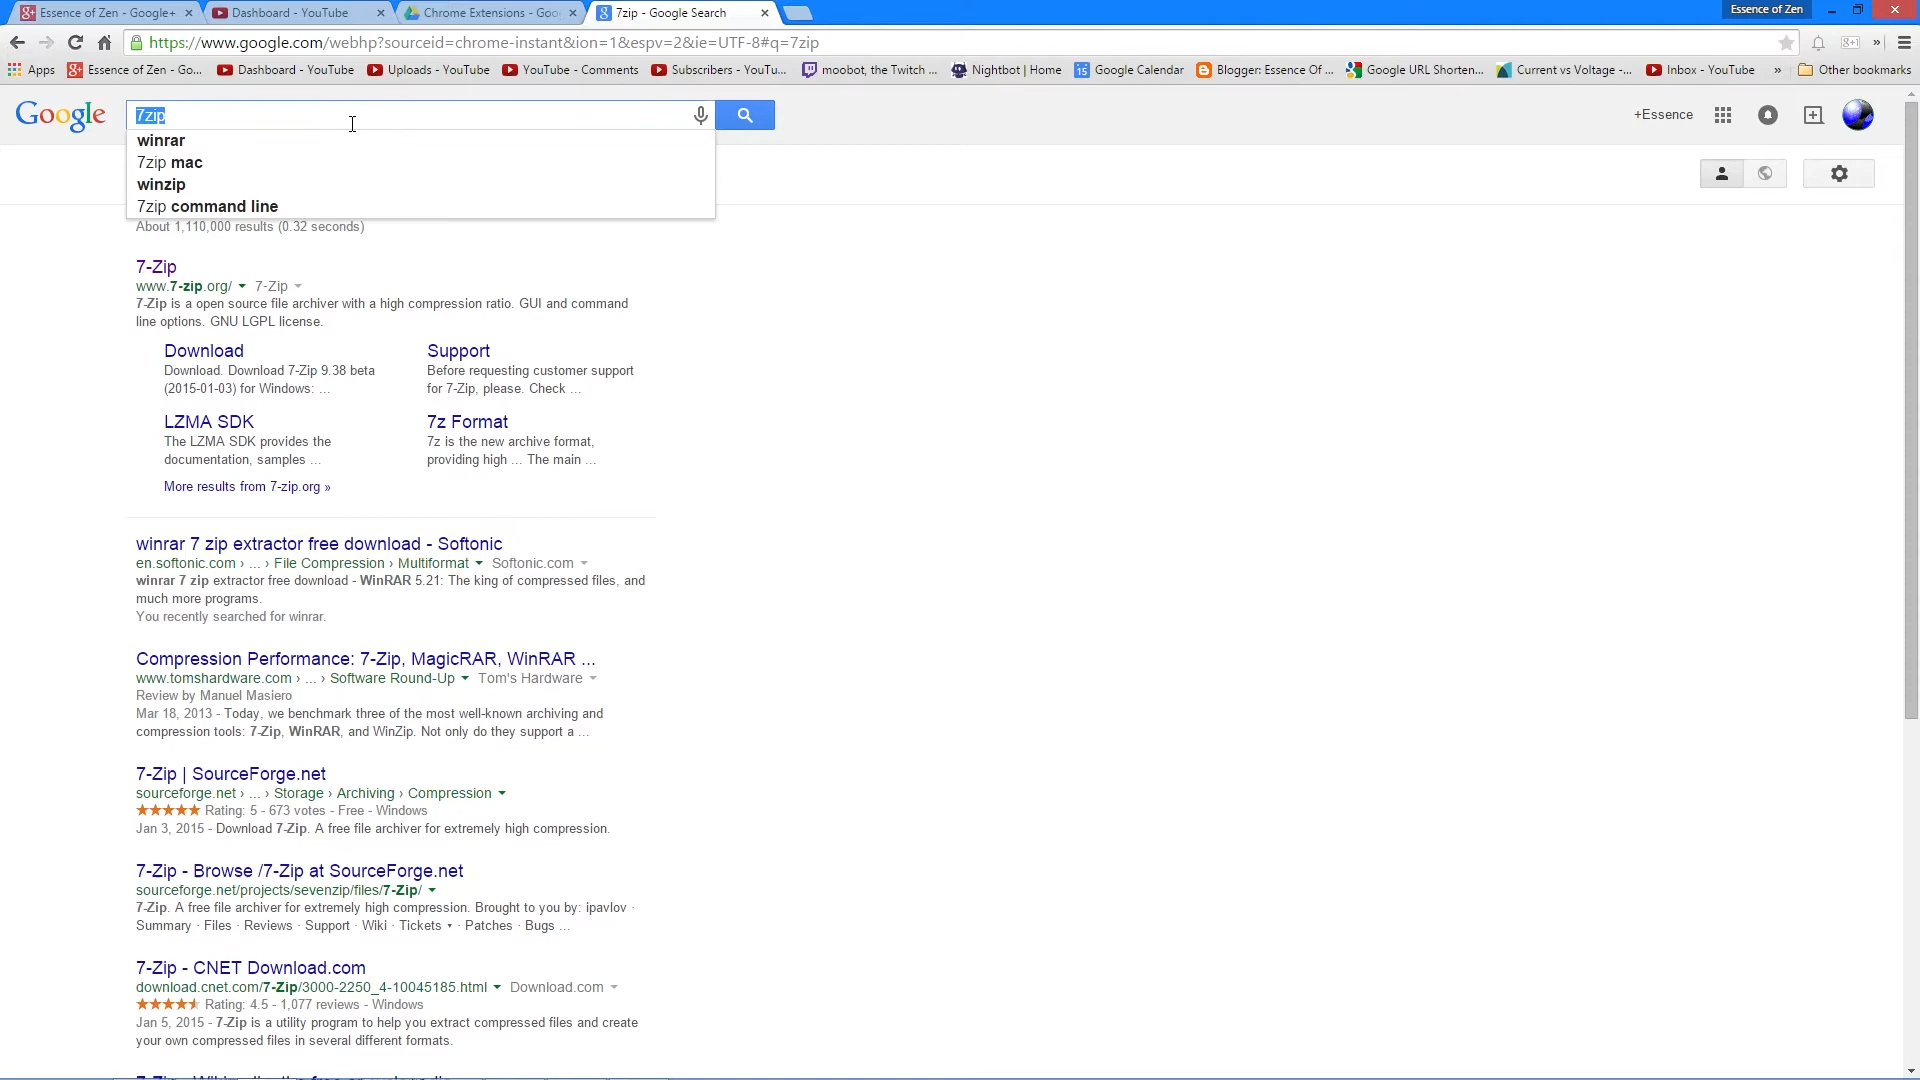 Essence of Zen - Google+
Dashboard - YouTube
Chrome Extensions - Goo
7zip - Google Search
Essence of Zen
https://www.google.com/webhp?sourceid=chrome-instant&ion=1&espv=2&ie=UTF-8#q=7zip
Apps
Essence of Zen - Go...
Dashboard - YouTube
Uploads - YouTube
YouTube - Comments
Subscribers - YouTu...
moobot, the Twitch ...
Nightbot | Home
Google Calendar
Blogger: Essence Of ...
Google URL Shorten...
Current vs Voltage -...
Inbox - YouTube
»
Other bookmarks
Google
7zip
+Essence
winrar
7zip mac
winzip
7zip command line
About 1,110,000 results (0.32 seconds)
7-Zip
www.7-zip.org/ 7-Zip
7-Zip is a open source file archiver with a high compression ratio. GUI and command
line options. GNU LGPL license.
Download
Download. Download 7-Zip 9.38 beta
(2015-01-03) for Windows: ...
Support
Before requesting customer support
for 7-Zip, please. Check ...
LZMA SDK
The LZMA SDK provides the
documentation, samples ...
7z Format
7z is the new archive format,
providing high ... The main ...
More results from 7-zip.org »
winrar 7 zip extractor free download - Softonic
en.softonic.com › ... › File Compression › Multiformat Softonic.com
winrar 7 zip extractor free download - WinRAR 5.21: The king of compressed files, and
much more programs.
You recently searched for winrar.
Compression Performance: 7-Zip, MagicRAR, WinRAR ...
www.tomshardware.com › ... › Software Round-Up Tom's Hardware
Review by Manuel Masiero
Mar 18, 2013 - Today, we benchmark three of the most well-known archiving and
compression tools: 7-Zip, WinRAR, and WinZip. Not only do they support a ...
7-Zip | SourceForge.net
sourceforge.net › ... › Storage › Archiving › Compression
★★★★★ Rating: 5 - 673 votes - Free - Windows
Jan 3, 2015 - Download 7-Zip. A free file archiver for extremely high compression.
7-Zip - Browse /7-Zip at SourceForge.net
sourceforge.net/projects/sevenzip/files/7-Zip/
7-Zip. A free file archiver for extremely high compression. Brought to you by: ipavlov ·
Summary · Files · Reviews · Support · Wiki · Tickets · Patches · Bugs ...
7-Zip - CNET Download.com
download.cnet.com/7-Zip/3000-2250_4-10045185.html Download.com
Rating: 4.5 - 1,077 reviews - Windows
Jan 5, 2015 - 7-Zip is a utility program to help you extract compressed files and create
your own compressed files in several different formats.